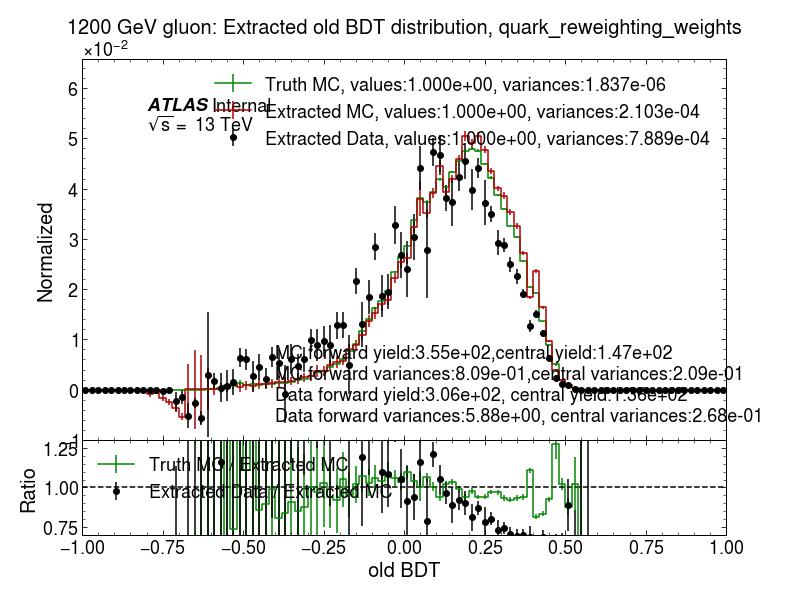 1200 GeV gluon: Extracted old BDT distribution, quark_reweighting_weights
×10⁻²
Truth MC, values:1.000e+00, variances:1.837e-06
ATLAS Internal
Extracted MC, values:1.000e+00, variances:2.103e-04
√s = 13 TeV
Extracted Data, values:1.000e+00, variances:7.889e-04
6
5
4
3
2
1
0
−1
Normalized
MC forward yield:3.55e+02,central yield:1.47e+02
MC forward variances:8.09e-01,central variances:2.09e-01
Data forward yield:3.06e+02, central yield:1.36e+02
Data forward variances:5.88e+00, central variances:2.68e-01
1.25
1.00
0.75
Ratio
Truth MC / Extracted MC
Extracted Data / Extracted MC
−1.00 −0.75 −0.50 −0.25 0.00 0.25 0.50 0.75 1.00
old BDT